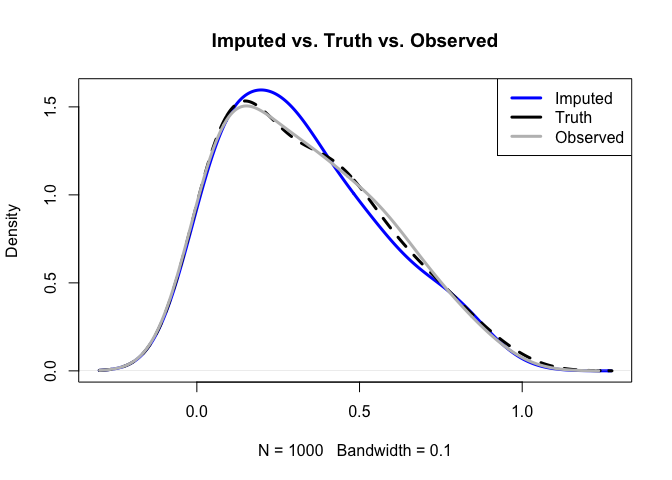 Imputed vs. Truth vs. Observed
Imputed
Truth
Observed
Density
1.5
1.0
0.5
0.0
0.0 0.5 1.0
N = 1000 Bandwidth = 0.1